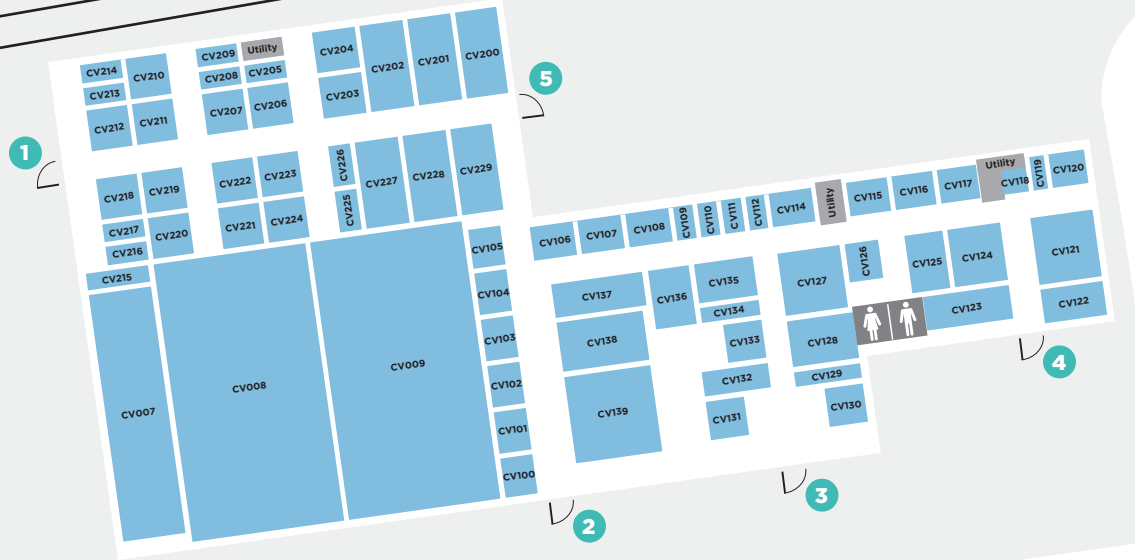 CV214
CV213
CV212
CV210
CV211
CV209
Utility
CV208
CV205
CV207
CV206
CV204
CV203
CV202
CV201
CV200
5
1
CV218
CV219
CV217
CV216
CV220
CV215
CV222
CV223
CV221
CV224
CV226
CV225
CV227
CV228
CV229
CV007
CV008
CV009
CV105
CV104
CV103
CV102
CV101
CV100
CV106
CV107
CV108
CV109
CV110
CV111
CV112
CV114
Utility
CV115
CV116
CV117
Utility
CV118
CV119
CV120
CV137
CV138
CV139
CV136
CV135
CV134
CV133
CV132
CV131
CV127
CV126
CV128
CV129
CV130
CV125
CV124
CV123
CV121
CV122
2
3
4